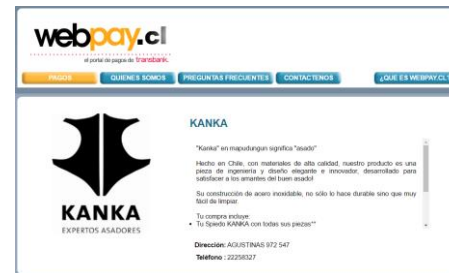 webpay.cl
el portal de pagos de transbank.
PAGOS QUIENES SOMOS PREGUNTAS FRECUENTES CONTACTENOS ¿QUE ES WEBPAY.CL?
KANKA
"Kanka" en mapudungun significa "asado"
Hecho en Chile, con materiales de alta calidad, nuestro producto es una
pieza de ingeniería y diseño elegante e innovador, desarrollado para
satisfacer a los amantes del buen asado!
Su construcción de acero inoxidable, no sólo lo hace durable sino que muy
fácil de limpiar.
Tu compra incluye:
• Tu Spiedo KANKA con todas sus piezas**
KANKA
EXPERTOS ASADORES
Dirección: AGUSTINAS 972 547
Teléfono : 22258327